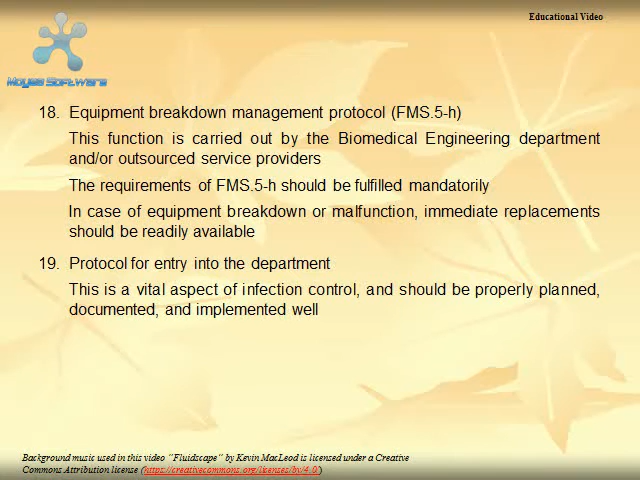 Educational Video
Moyea Software
18. Equipment breakdown management protocol (FMS.5-h)
This function is carried out by the Biomedical Engineering department
and/or outsourced service providers
The requirements of FMS.5-h should be fulfilled mandatorily
In case of equipment breakdown or malfunction, immediate replacements
should be readily available
19. Protocol for entry into the department
This is a vital aspect of infection control, and should be properly planned,
documented, and implemented well
Background music used in this video "Fluidscape" by Kevin MacLeod is licensed under a Creative
Commons Attribution license (https://creativecommons.org/licenses/by/4.0/)